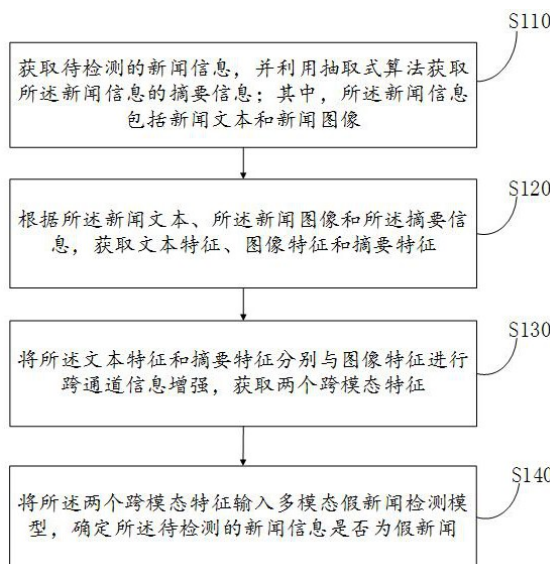 S110
获取待检测的新闻信息，并利用抽取式算法获取
所述新闻信息的摘要信息；其中，所述新闻信息
包括新闻文本和新闻图像
S120
根据所述新闻文本、所述新闻图像和所述摘要信
息，获取文本特征、图像特征和摘要特征
S130
将所述文本特征和摘要特征分别与图像特征进行
跨通道信息增强，获取两个跨模态特征
S140
将所述两个跨模态特征输入多模态假新闻检测模
型，确定所述待检测的新闻信息是否为假新闻